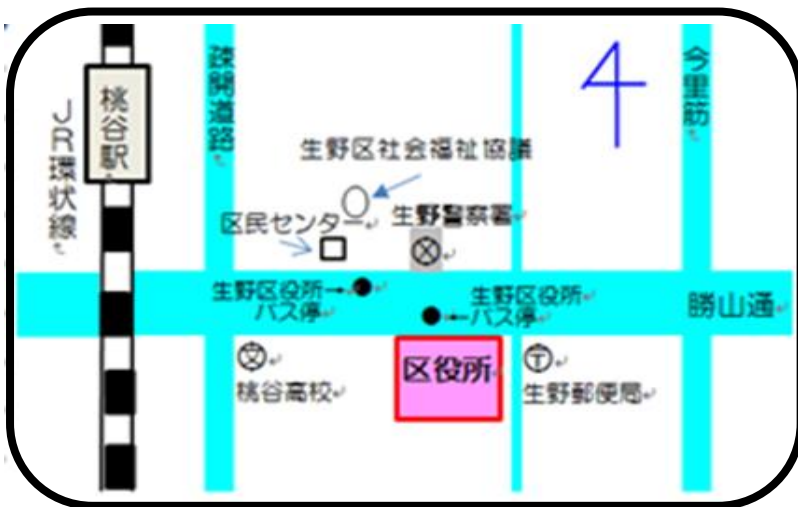 疎開道路
今里筋
桃谷駅
JR環状線
生野区社会福祉協議
区民センター
生野警察署
生野区役所
バス停
生野区役所
バス停
勝山通
桃谷高校
区役所
生野郵便局